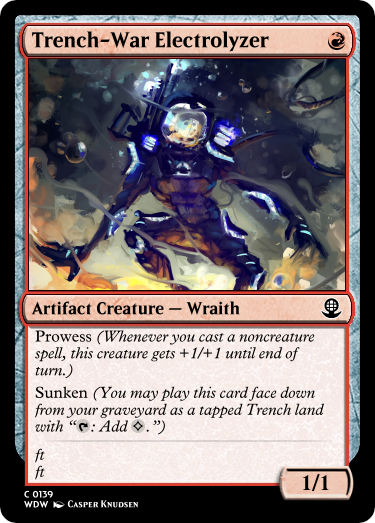 Trench-War Electrolyzer
Artifact Creature — Wraith
Prowess (Whenever you cast a noncreature
spell, this creature gets +1/+1 until end of
turn.)
Sunken (You may play this card face down
from your graveyard as a tapped Trench land
with “: Add .”)
ft
ft
1/1
C 0139
WDW Casper Knudsen